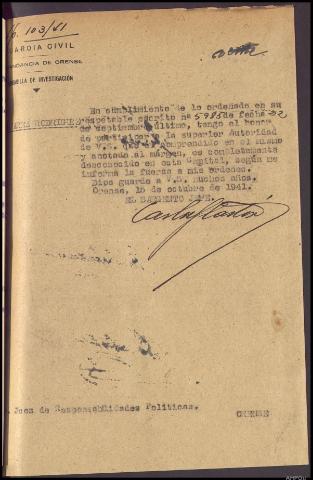 103/41
GUARDIA CIVIL
COMANDANCIA DE ORENSE
DE INVESTIGACIÓN
En cumplimiento de lo ordenado en su
respetable escrito nº 5985 de fecha 22
de septiembre último, tengo el honor
de participar a la superior Autoridad
de V.S. que el comprendido en el mismo
y anotado al márgen, es completamente
desconocido en esta Capital, según me
informa la fuerza a mis órdenes.
Dios guarde a V.S. muchos años.
Orense, 15 de octubre de 1941.
EL SARGENTO JEFE.
Juez de Responsabilidades Politicas.
ORENSE